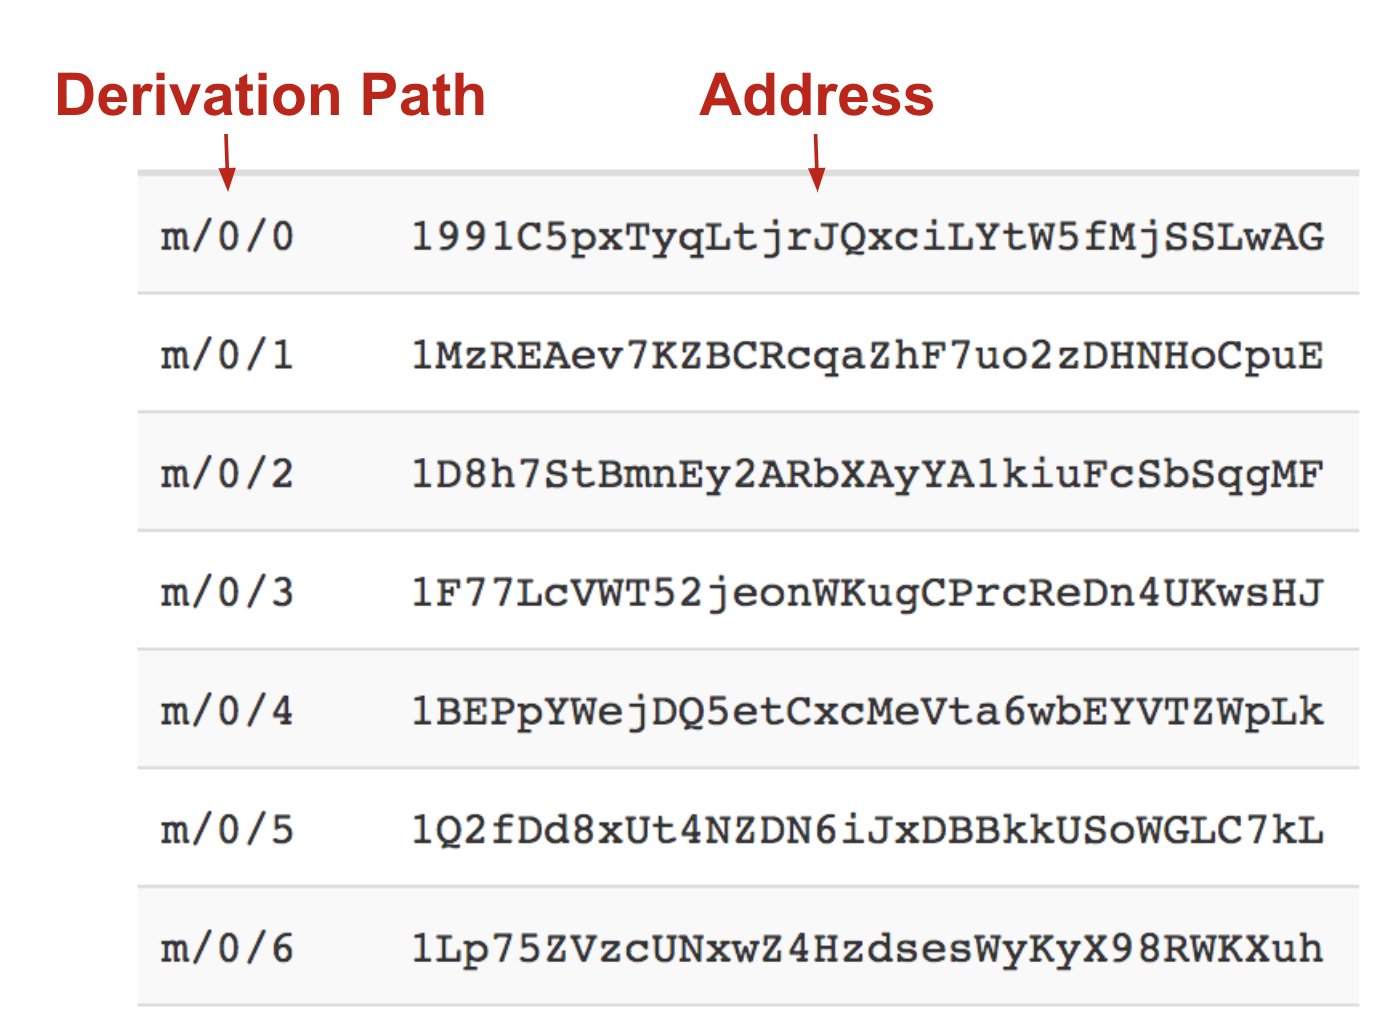 Derivation Path Address
m/0/0 1991C5pxTyqLtjrJQxciLYtW5fMjSSLwAG
m/0/1 1MzREAev7KZBCRcqaZhF7uo2zDHNHoCpuE
m/0/2 1D8h7StBmnEy2ARbXAyYA1kiuFcSbSqgMF
m/0/3 1F77LcVWT52jeonWKugCPrcReDn4UKwsHJ
m/0/4 1BEPpYWejDQ5etCxcMeVta6wbEYVTZWpLk
m/0/5 1Q2fDd8xUt4NZDN6iJxDBBkkUSoWGLC7kL
m/0/6 1Lp75ZVzcUNxwZ4HzdsesWyKyX98RWKXuh